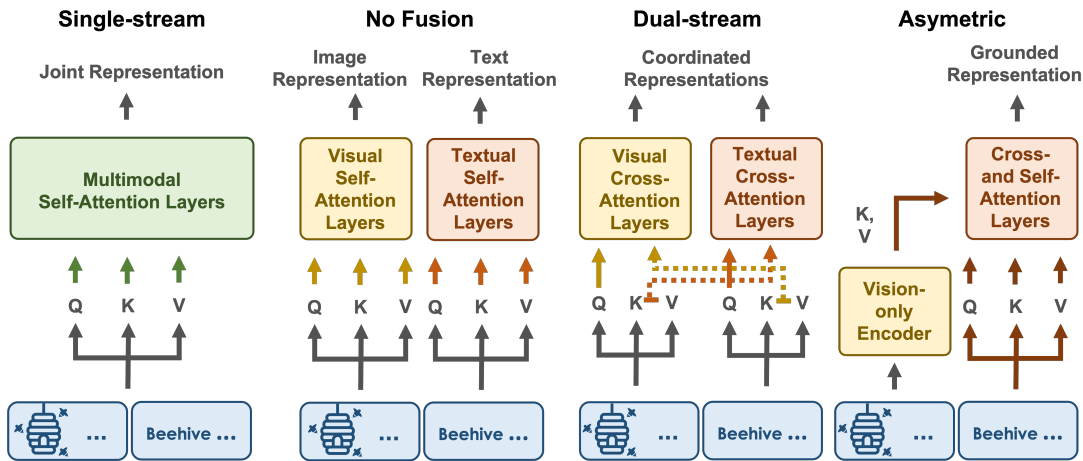 Single-stream
No Fusion
Dual-stream
Asymetric
Joint Representation
Image
Representation
Text
Representation
Coordinated
Representations
Grounded
Representation
Multimodal
Self-Attention Layers
Visual
Self-
Attention
Layers
Textual
Self-
Attention
Layers
Visual
Cross-
Attention
Layers
Textual
Cross-
Attention
Layers
Cross-
and Self-
Attention
Layers
K,
V
Vision-
only
Encoder
Q K V
Q K V
Q K V
Q K V
Q K V
Q K V
... Beehive ...
... Beehive ...
... Beehive ...
... Beehive ...